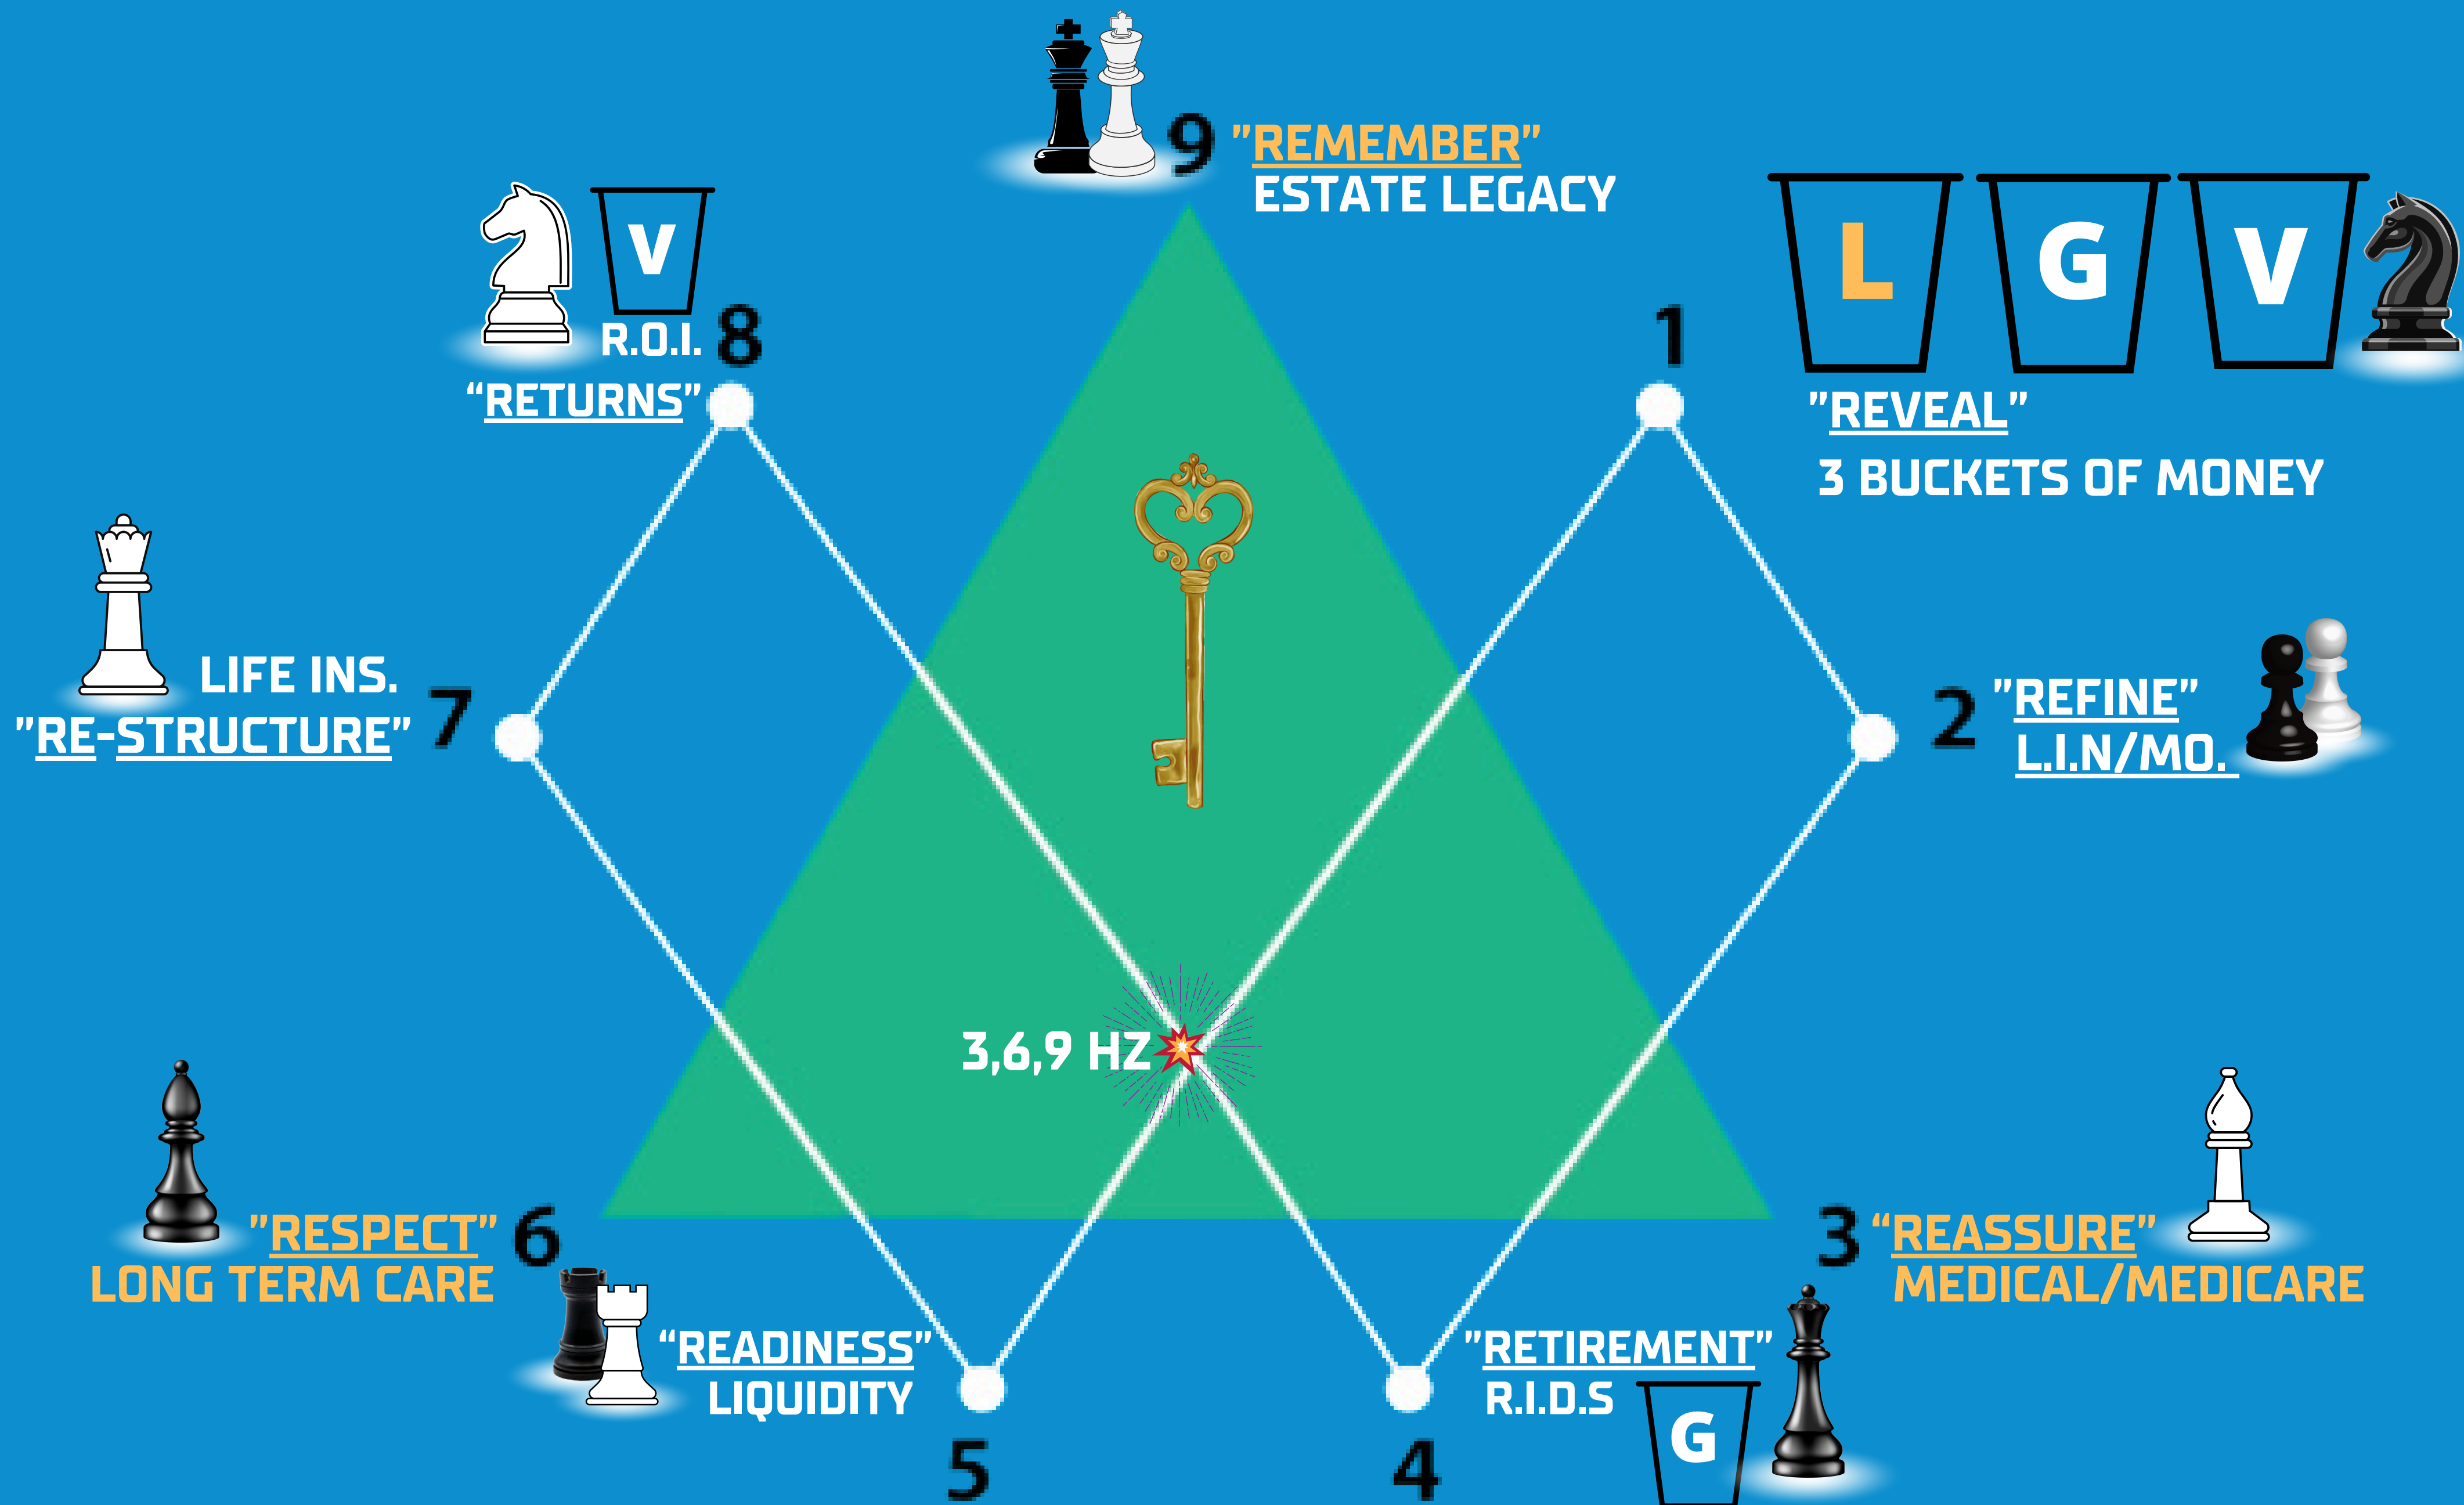 9 "REMEMBER"
ESTATE LEGACY
L G V
1
"REVEAL"
3 BUCKETS OF MONEY
2 "REFINE"
L.I.N/MO.
3 “REASSURE”
MEDICAL/MEDICARE
"RETIREMENT"
R.I.D.S
G
4
“READINESS”
LIQUIDITY
5
"RESPECT" 6
LONG TERM CARE
LIFE INS.
"RE-STRUCTURE" 7
V
R.O.I. 8
“RETURNS”
3,6,9 HZ